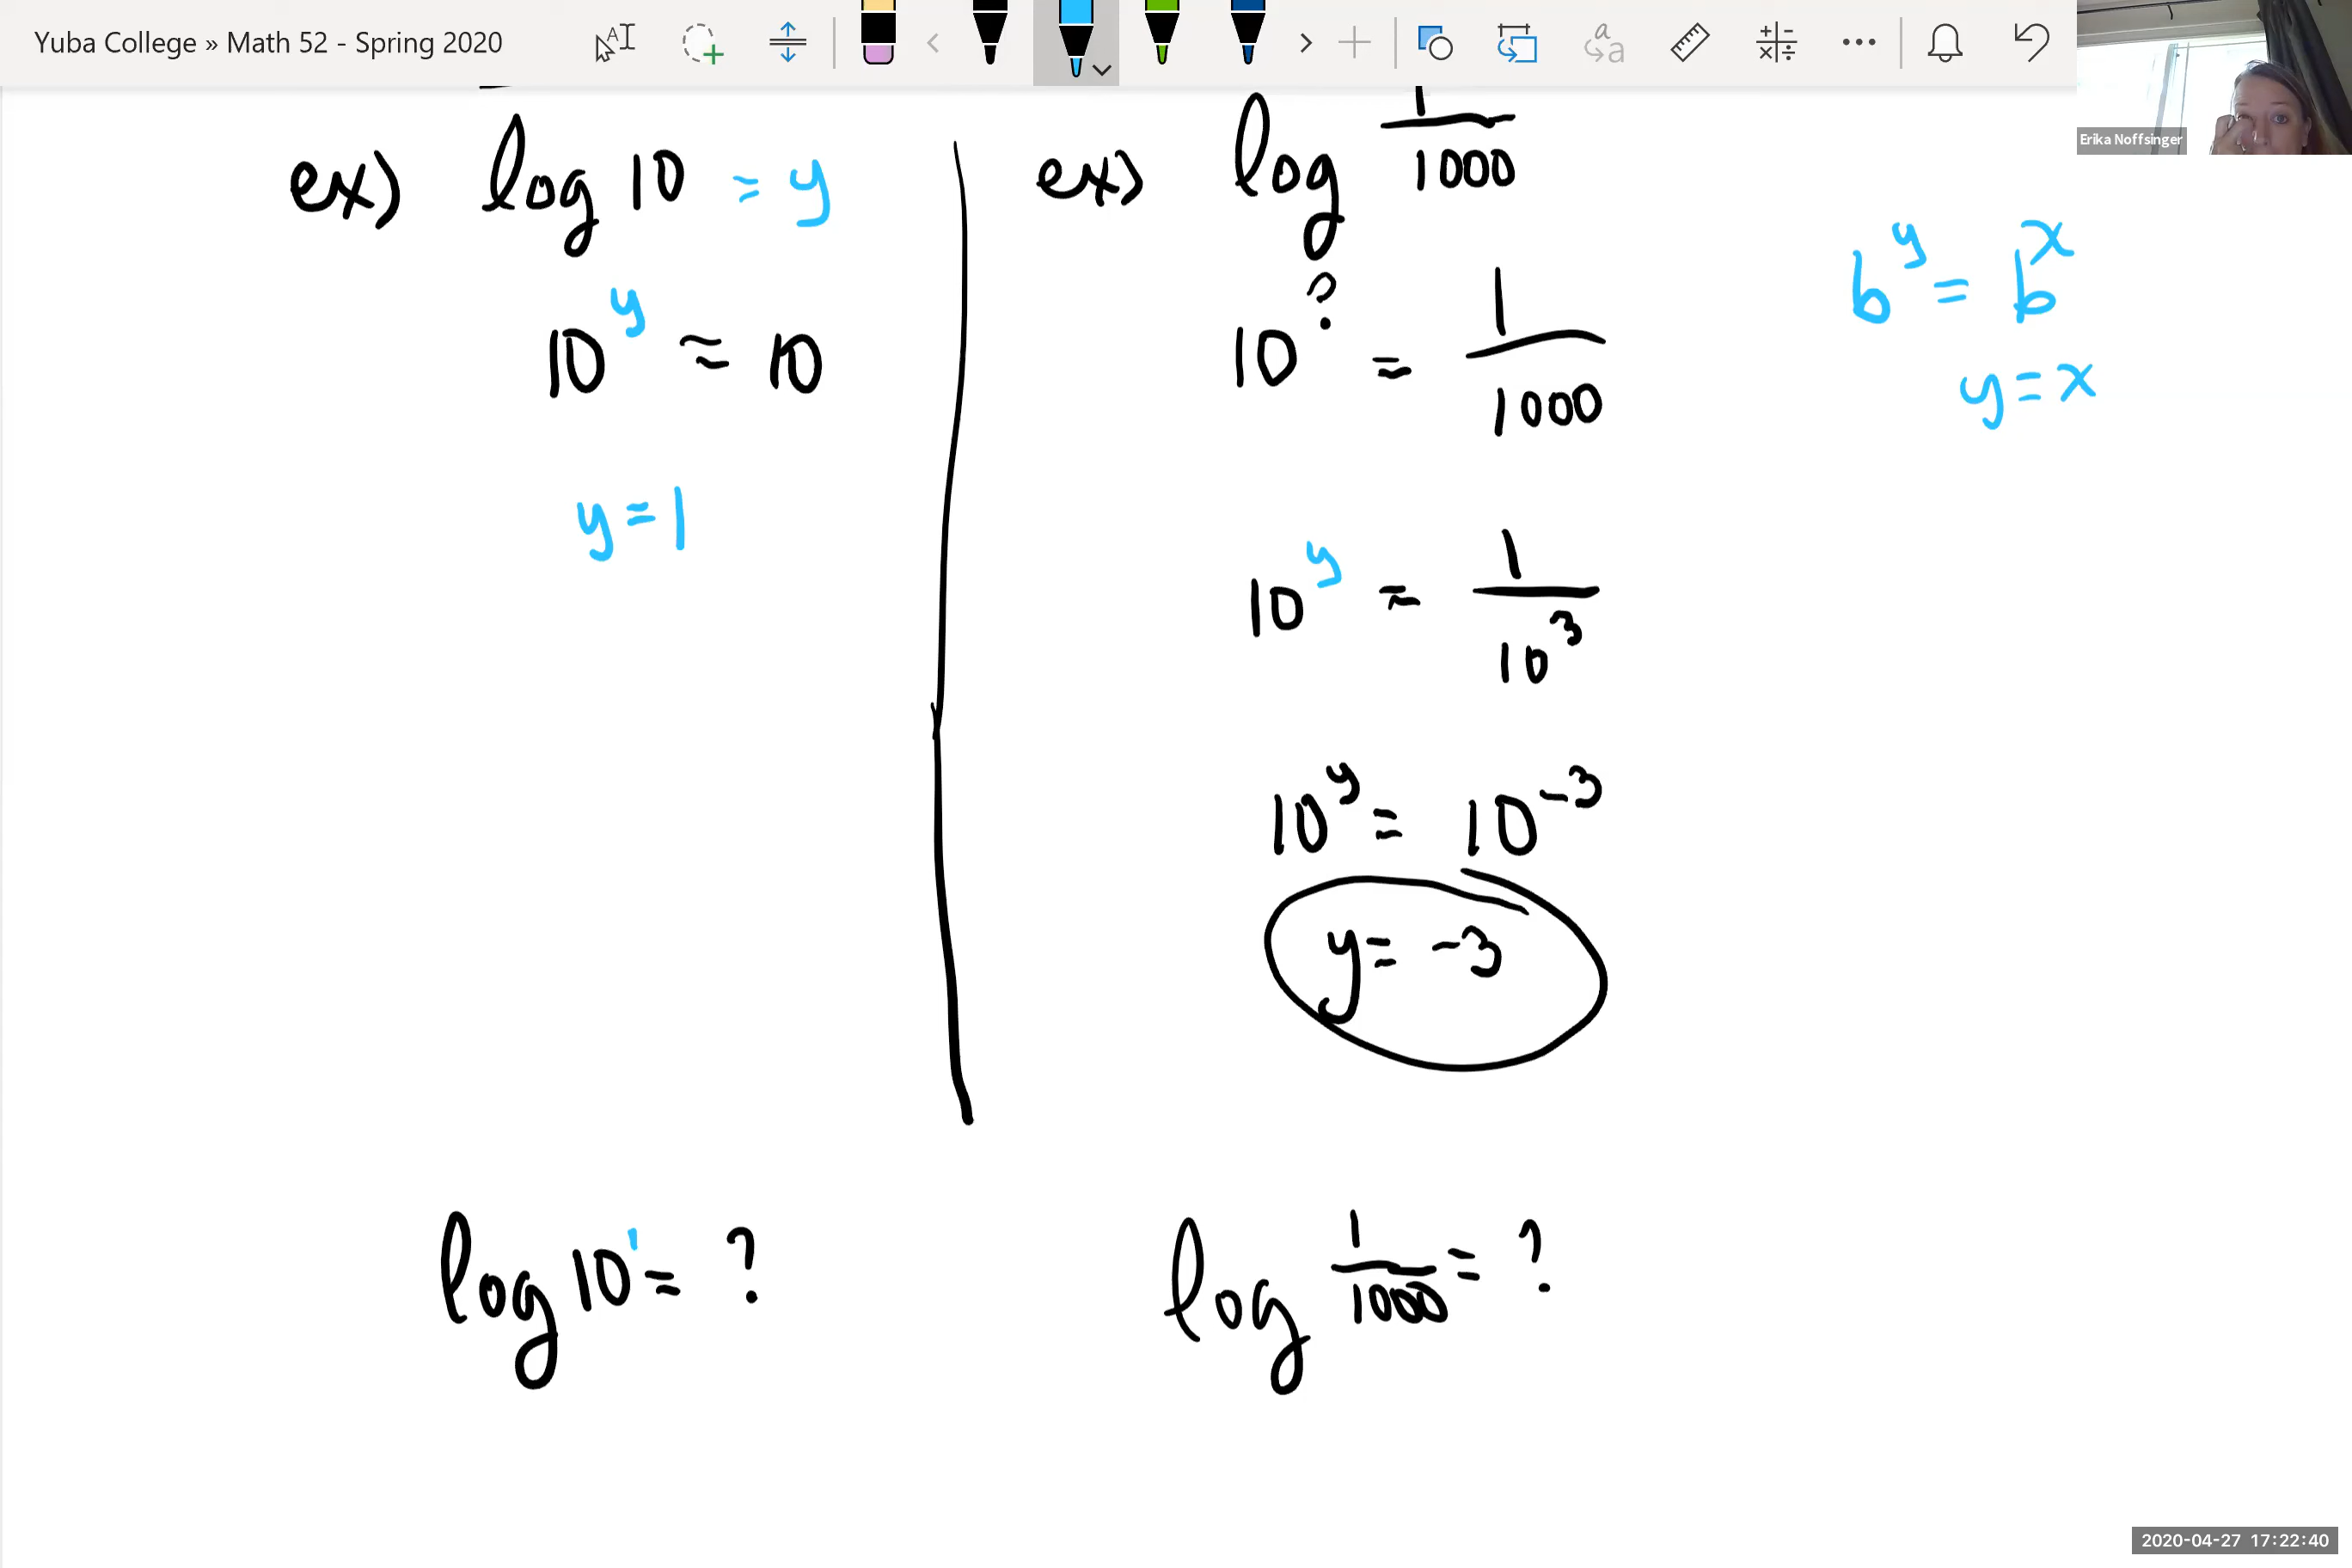 Yuba College » Math 52 - Spring 2020
Erika Noffsinger
ex) log 10 = y
10^y = 10
y = 1
ex) log 1/1000
10^? = 1/1000
10^y = 1/10^3
10^y = 10^-3
y = -3
b^y = b^x
y = x
log 10^1 = ?
log 1/1000 = ?
2020-04-27 17:22:40